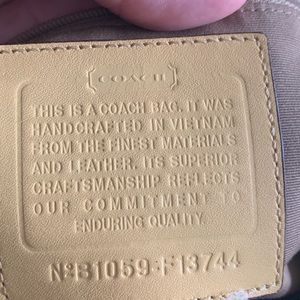 COACH
THIS IS A COACH BAG. IT WAS
HANDCRAFTED IN VIETNAM
FROM THE FINEST MATERIALS
AND LEATHER. ITS SUPERIOR
CRAFTSMANSHIP REFLECTS
OUR COMMITMENT TO
ENDURING QUALITY.
Nº B1059-F13744